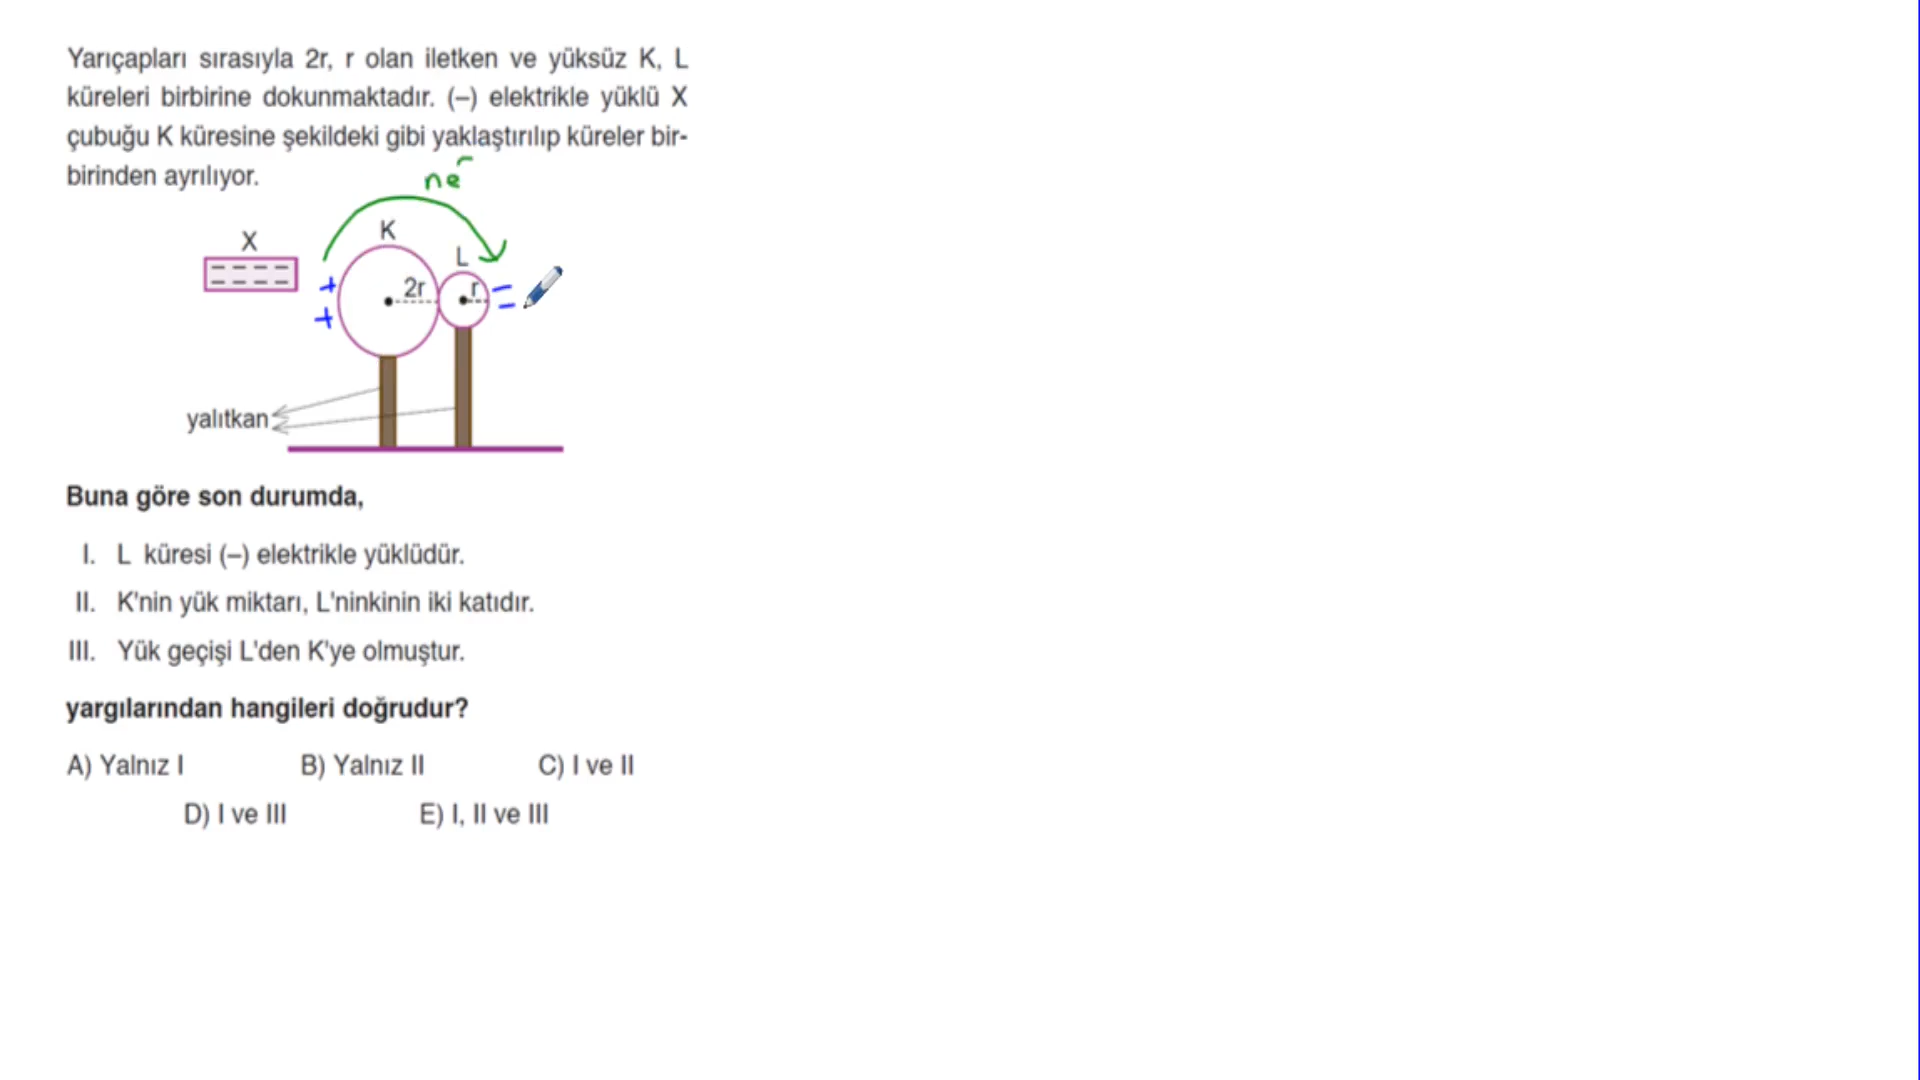 Yarıçapları sırasıyla 2r, r olan iletken ve yüksüz K, L
küreleri birbirine dokunmaktadır. (–) elektrikle yüklü X
çubuğu K küresine şekildeki gibi yaklaştırılıp küreler bir-
birinden ayrılıyor.
ne⁻
K
X
L
– – – –
– – – –
+
+
2r
r
–
–
yalıtkan
Buna göre son durumda,
I. L küresi (–) elektrikle yüklüdür.
II. K'nin yük miktarı, L'ninkinin iki katıdır.
III. Yük geçişi L'den K'ye olmuştur.
yargılarından hangileri doğrudur?
A) Yalnız I B) Yalnız II C) I ve II
D) I ve III E) I, II ve III